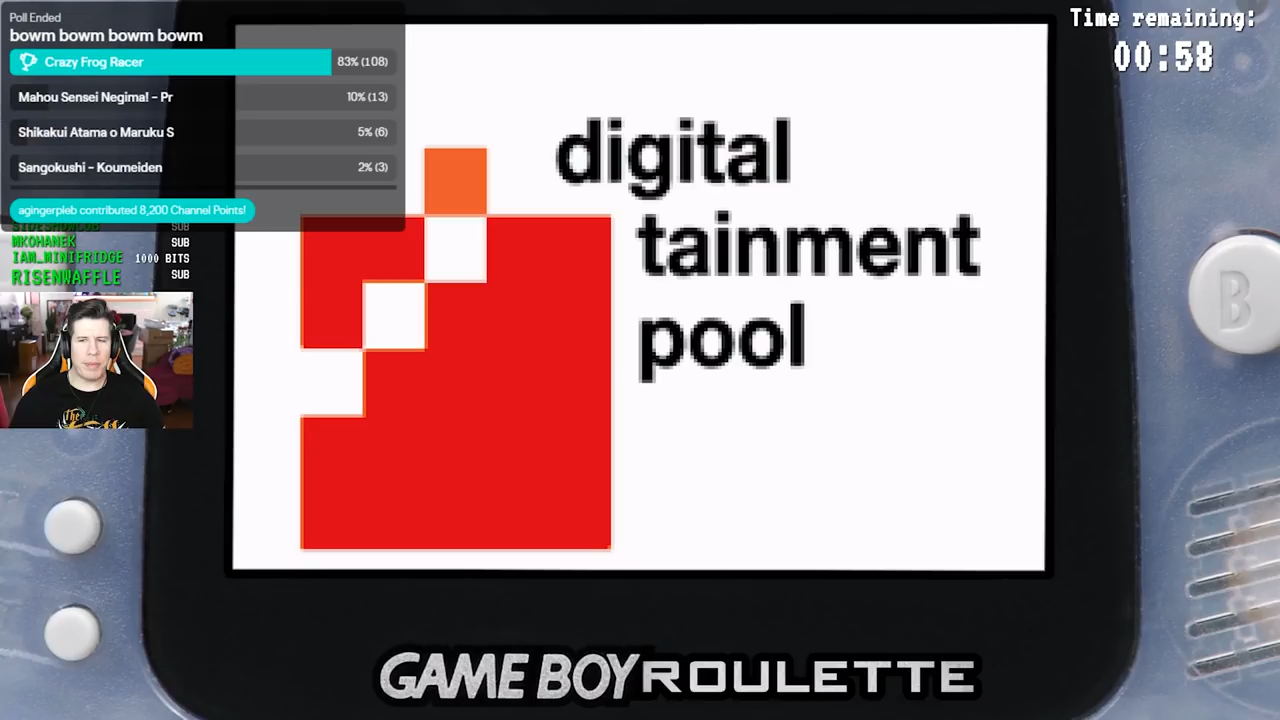 Poll Ended
bowm bowm bowm bowm
Crazy Frog Racer 83% (108)
Mahou Sensei Negima! - Pr 10% (13)
Shikakui Atama o Maruku S 5% (6)
Sangokushi - Koumeiden 2% (3)
agingerpleb contributed 8,200 Channel Points!
SUB
MKOHANEK SUB
IAM_MINIFRIDGE 1000 BITS
RISENWAFFLE SUB
Time remaining:
00:58
digital
tainment
pool
B
GAME BOY ROULETTE